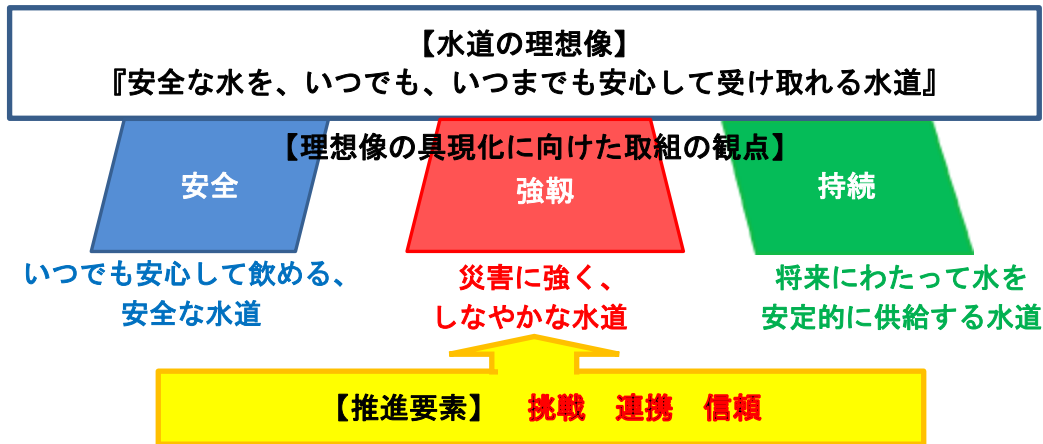 【水道の理想像】
『安全な水を、いつでも、いつまでも安心して受け取れる水道』
【理想像の具現化に向けた取組の観点】
安全
強靱
持続
いつでも安心して飲める、
安全な水道
災害に強く、
しなやかな水道
将来にわたって水を
安定的に供給する水道
【推進要素】 挑戦 連携 信頼